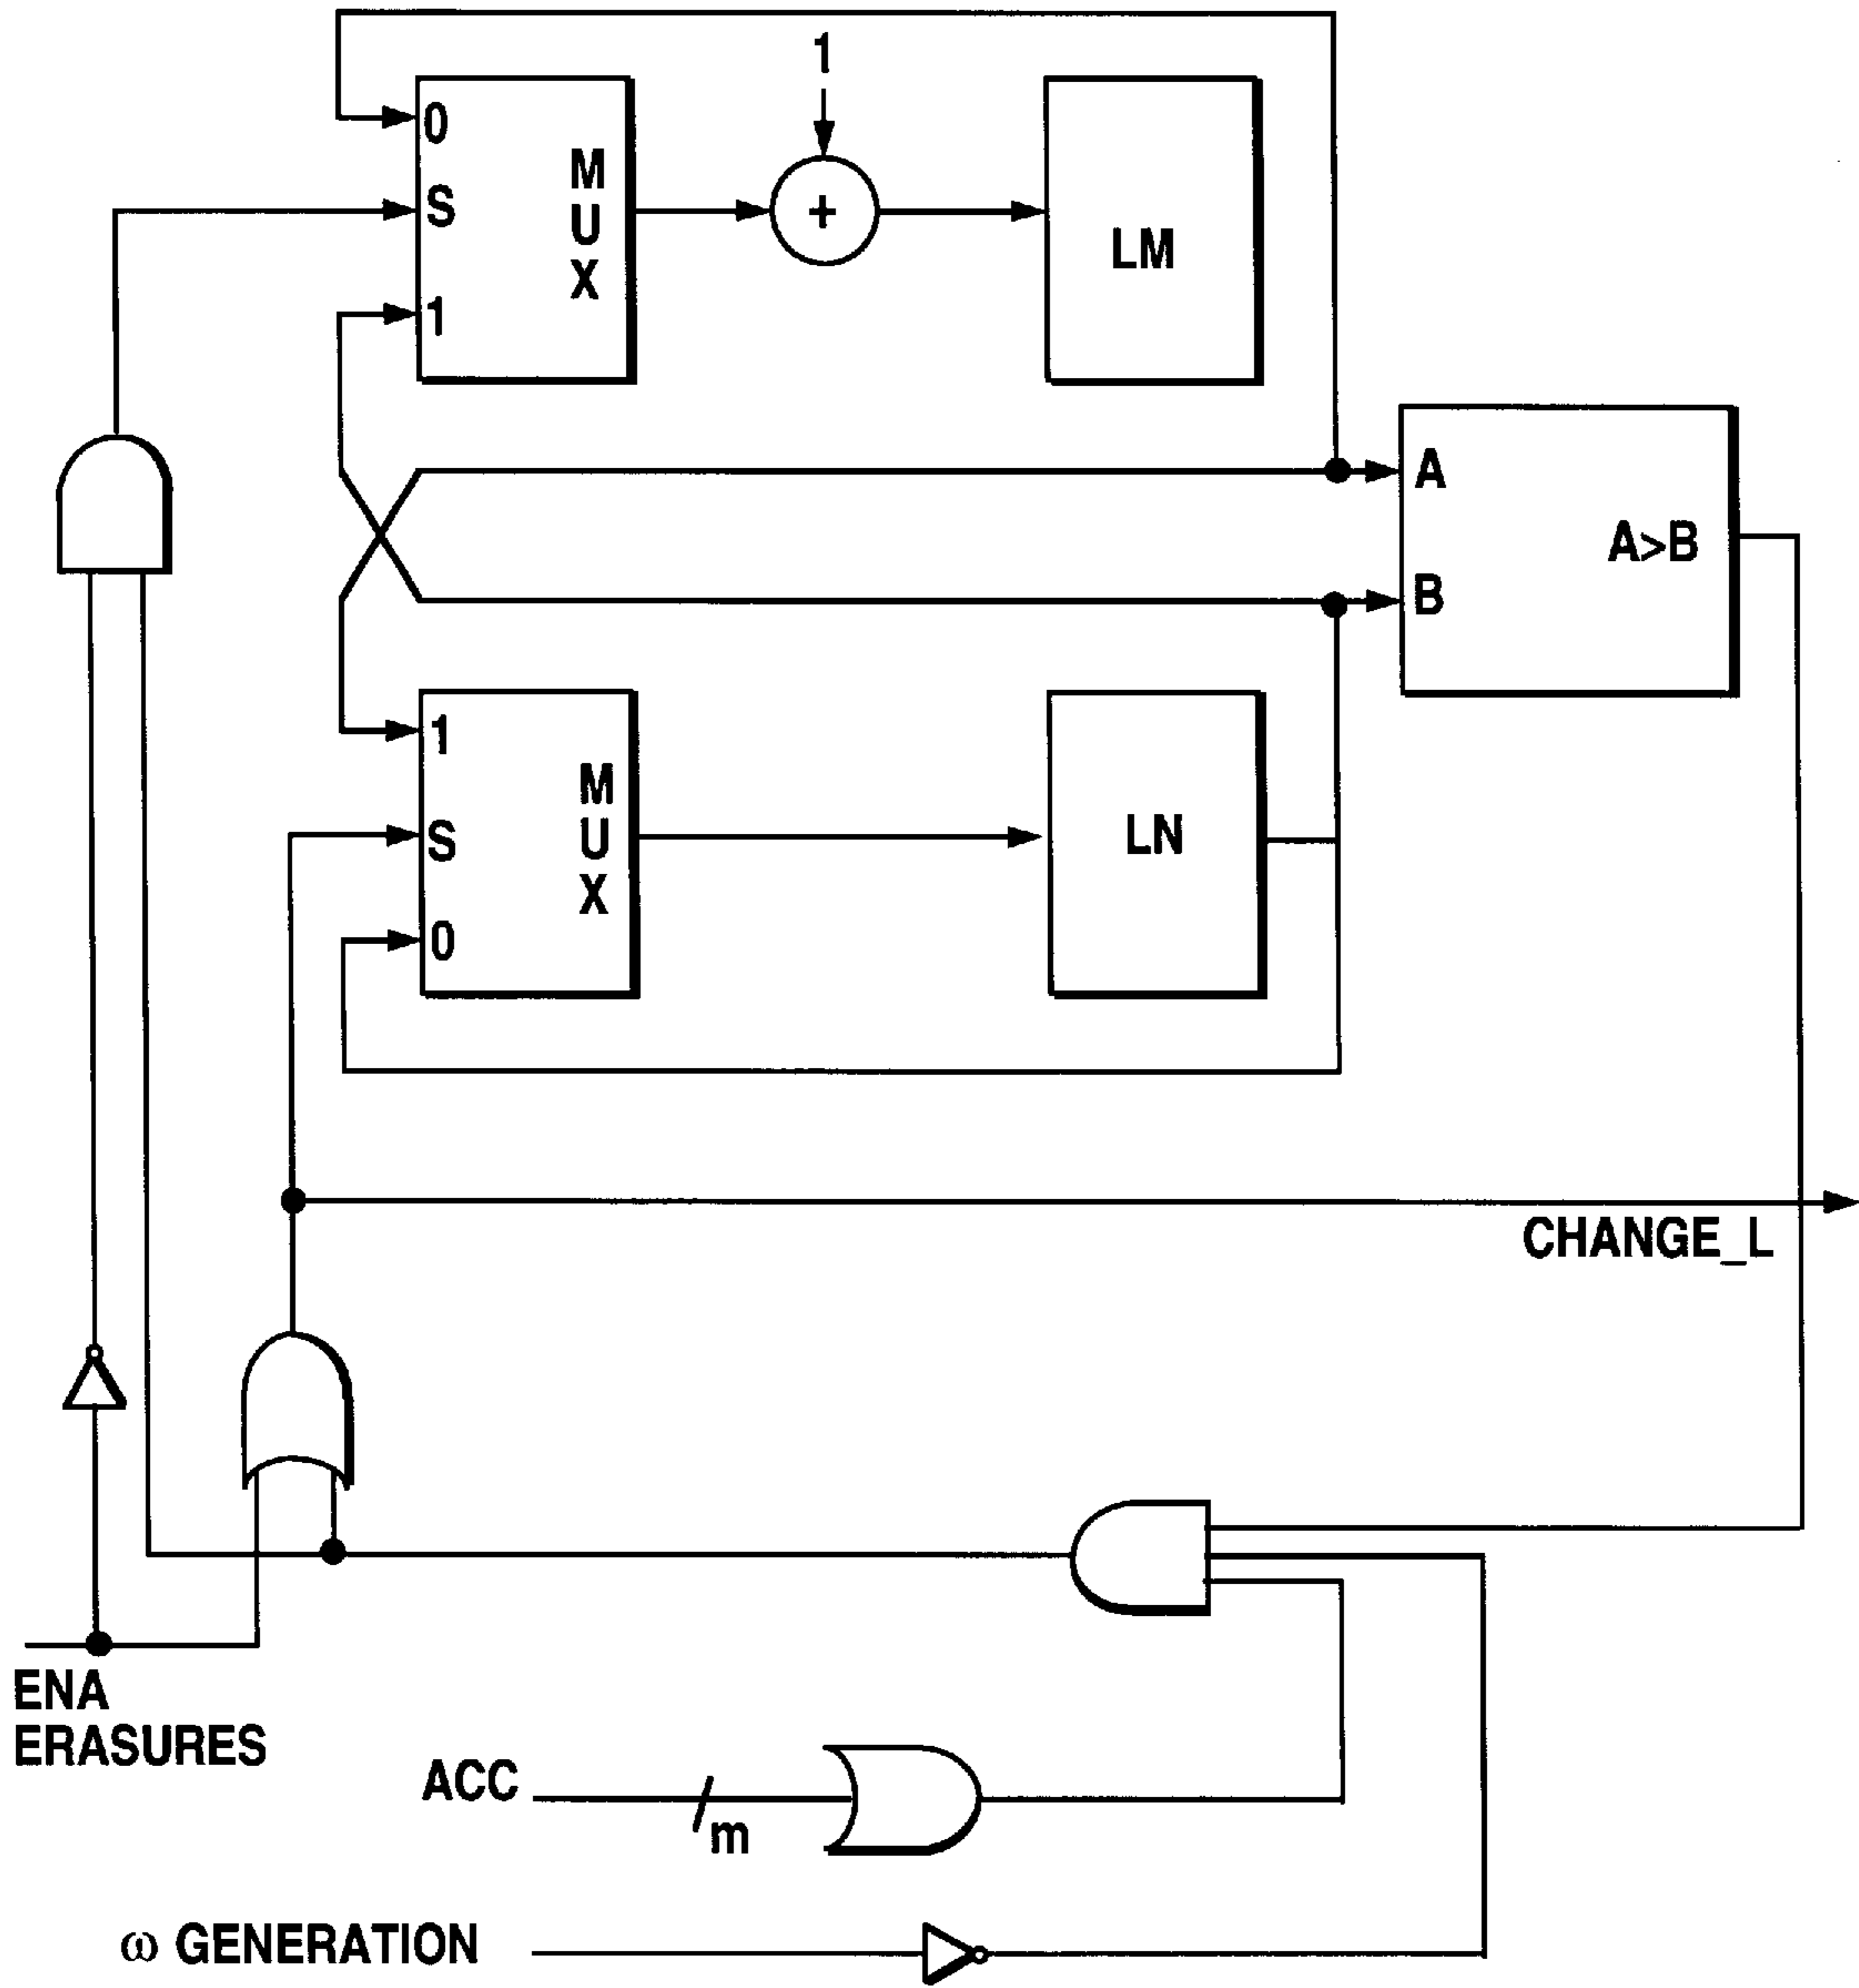 1
0
S
1
M
U
X
+
LM
A
A>B
B
1
S
0
M
U
X
LN
CHANGE_L
ENA
ERASURES
ACC
m
ω GENERATION